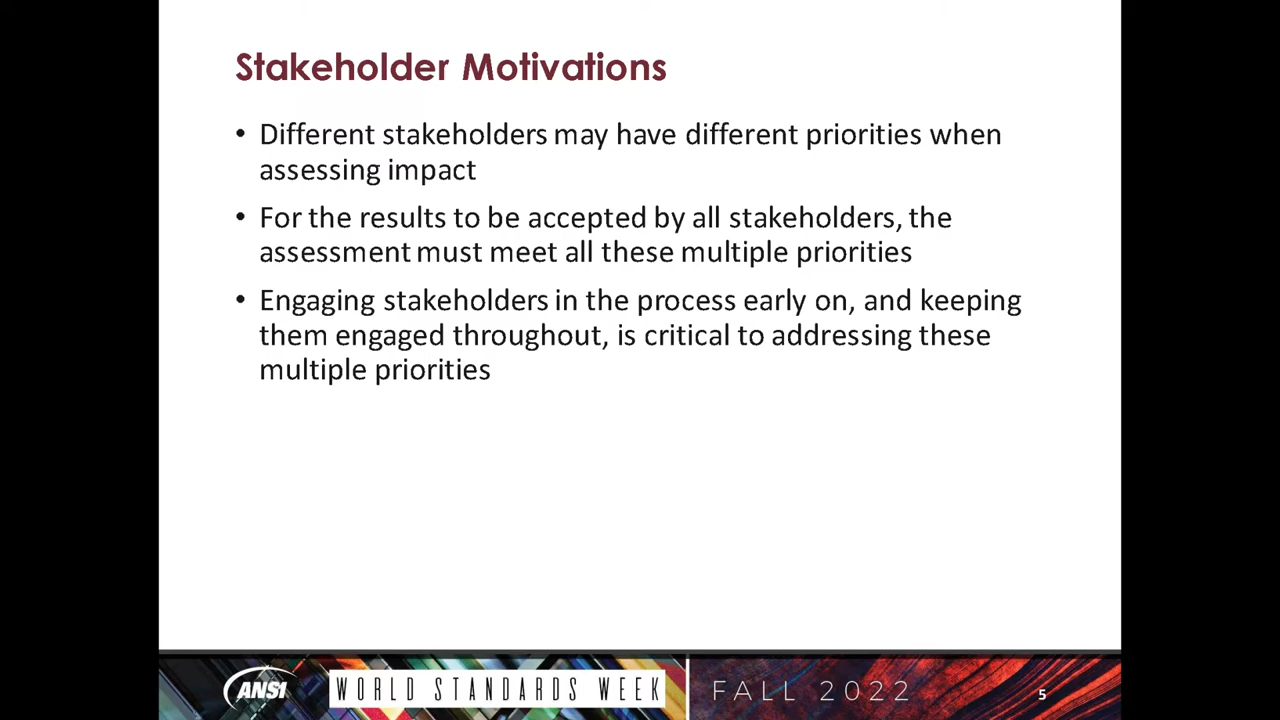 Stakeholder Motivations
• Different stakeholders may have different priorities when
assessing impact
• For the results to be accepted by all stakeholders, the
assessment must meet all these multiple priorities
• Engaging stakeholders in the process early on, and keeping
them engaged throughout, is critical to addressing these
multiple priorities
ANSI WORLD STANDARDS WEEK FALL 2022 5